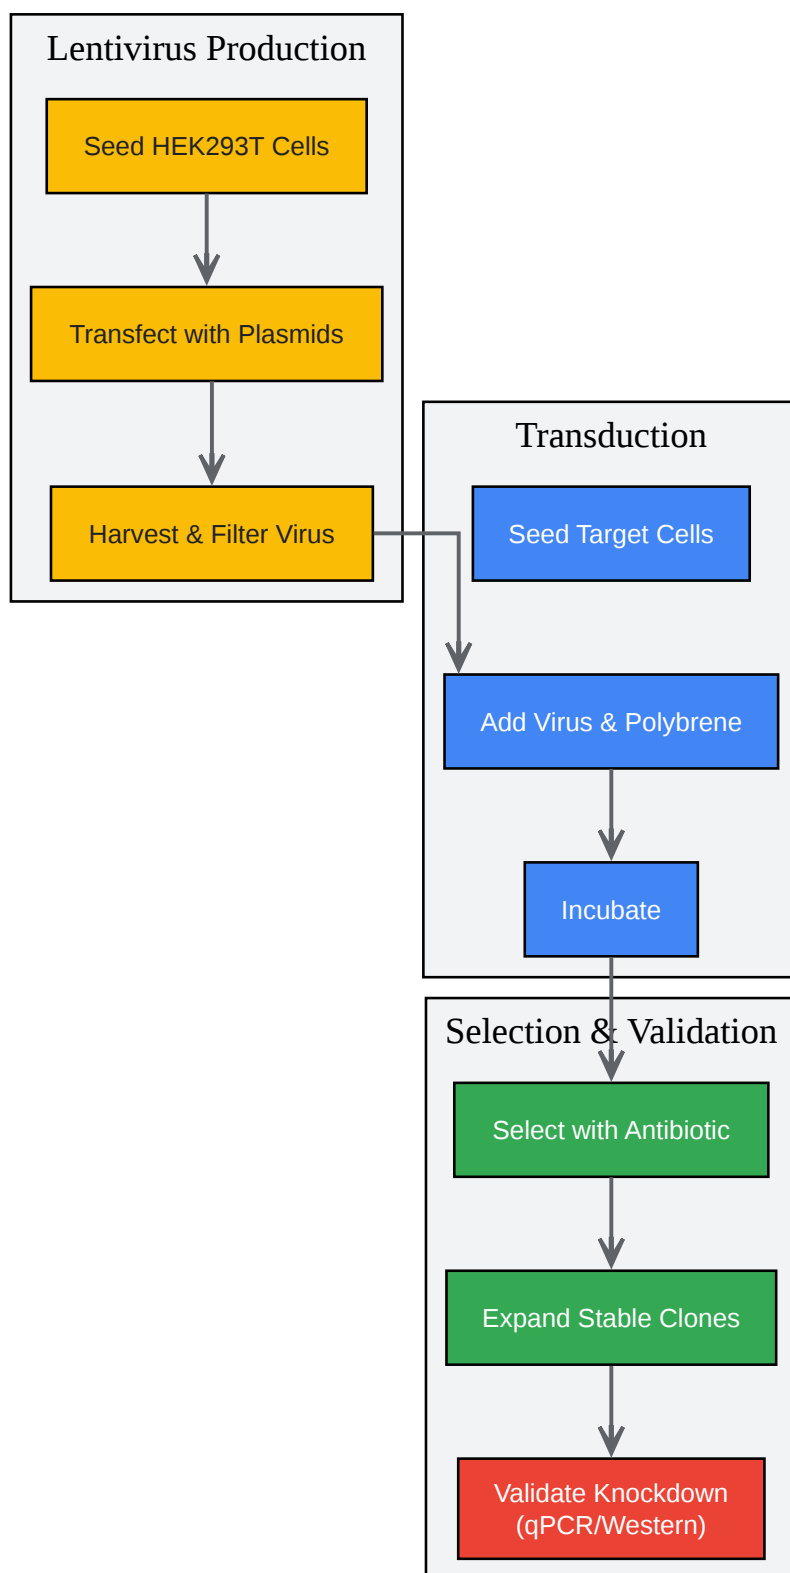 Lentivirus Production
Seed HEK293T Cells
Transfect with Plasmids
Harvest & Filter Virus
Transduction
Seed Target Cells
Add Virus & Polybrene
Incubate
Selection & Validation
Select with Antibiotic
Expand Stable Clones
Validate Knockdown
(qPCR/Western)